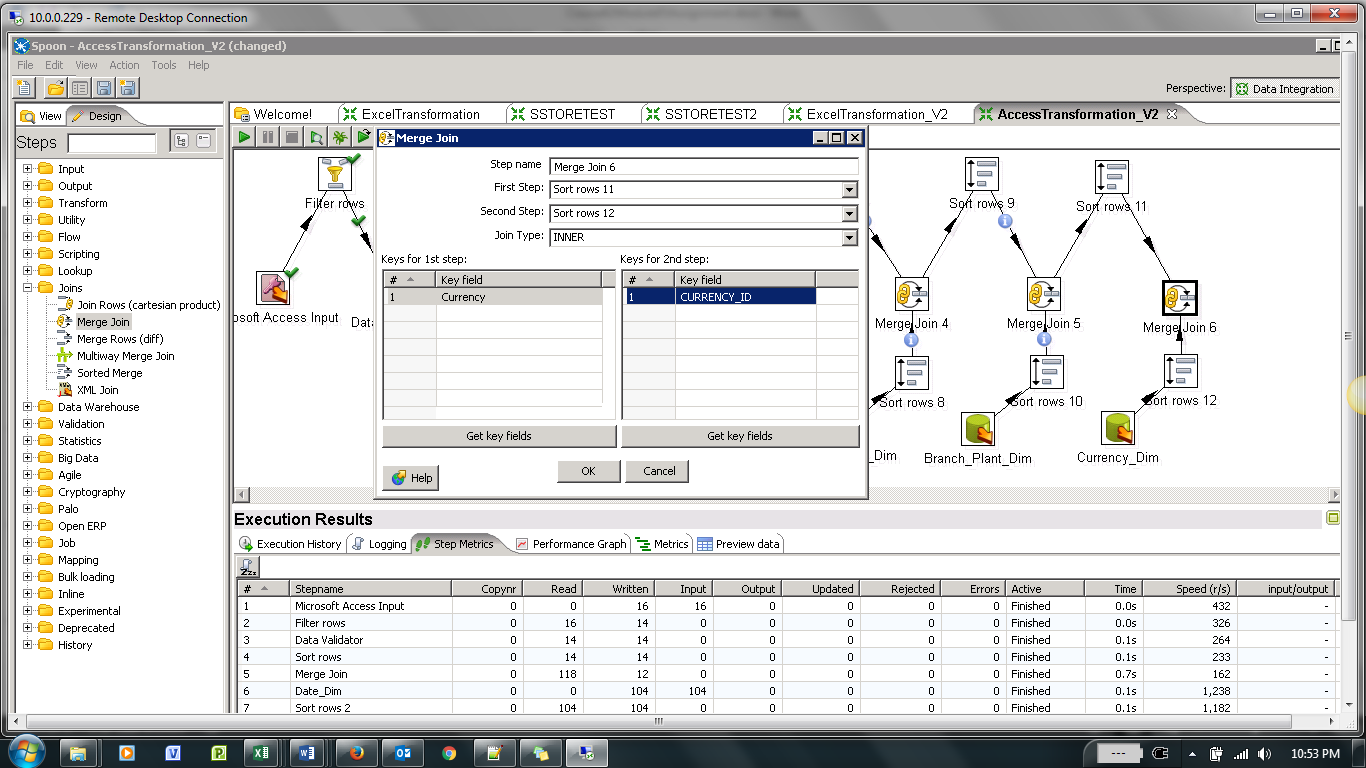 10.0.0.229 - Remote Desktop Connection
Spoon - AccessTransformation_V2 (changed)
File Edit View Action Tools Help
Perspective: Data Integration
View Design
Welcome! ExcelTransformation SSTORETEST SSTORETEST2 ExcelTransformation_V2 AccessTransformation_V2
Steps
Input
Output
Transform
Utility
Flow
Scripting
Lookup
Joins
Join Rows (cartesian product)
Merge Join
Merge Rows (diff)
Multiway Merge Join
Sorted Merge
XML Join
Data Warehouse
Validation
Statistics
Big Data
Agile
Cryptography
Palo
Open ERP
Job
Mapping
Bulk loading
Inline
Experimental
Deprecated
History
Filter rows
osoft Access Input
Data
Merge Join
Step name Merge Join 6
First Step: Sort rows 11
Second Step: Sort rows 12
Join Type: INNER
Keys for 1st step: Keys for 2nd step:
# Key field # Key field
1 Currency 1 CURRENCY_ID
Get key fields Get key fields
Help OK Cancel
Sort rows 9 Sort rows 11
Merge Join 4 Merge Join 5 Merge Join 6
Sort rows 8 Sort rows 10 Sort rows 12
_Dim Branch_Plant_Dim Currency_Dim
Execution Results
Execution History Logging Step Metrics Performance Graph Metrics Preview data
# Stepname Copynr Read Written Input Output Updated Rejected Errors Active Time Speed (r/s) input/output
1 Microsoft Access Input 0 0 16 16 0 0 0 0 Finished 0.0s 432 -
2 Filter rows 0 16 14 0 0 0 0 0 Finished 0.0s 326 -
3 Data Validator 0 14 14 0 0 0 0 0 Finished 0.1s 264 -
4 Sort rows 0 14 14 0 0 0 0 0 Finished 0.1s 233 -
5 Merge Join 0 118 12 0 0 0 0 0 Finished 0.7s 162 -
6 Date_Dim 0 0 104 104 0 0 0 0 Finished 0.1s 1,238 -
7 Sort rows 2 0 104 104 0 0 0 0 0 Finished 0.1s 1,182 -
10:53 PM